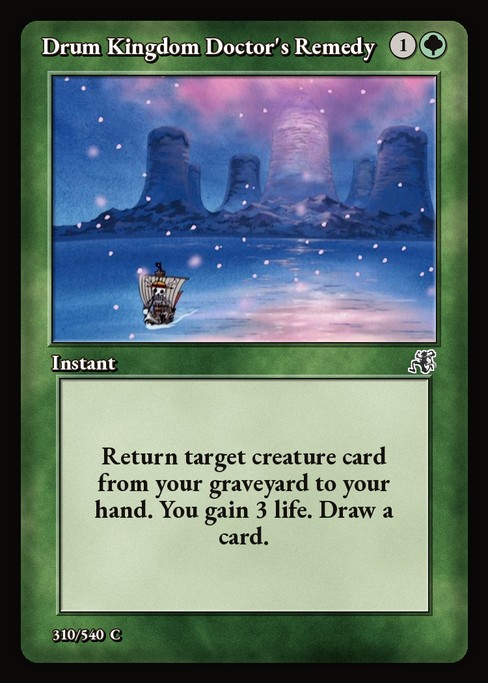 Drum Kingdom Doctor's Remedy 1
Instant
Return target creature card
from your graveyard to your
hand. You gain 3 life. Draw a
card.
310/540 C